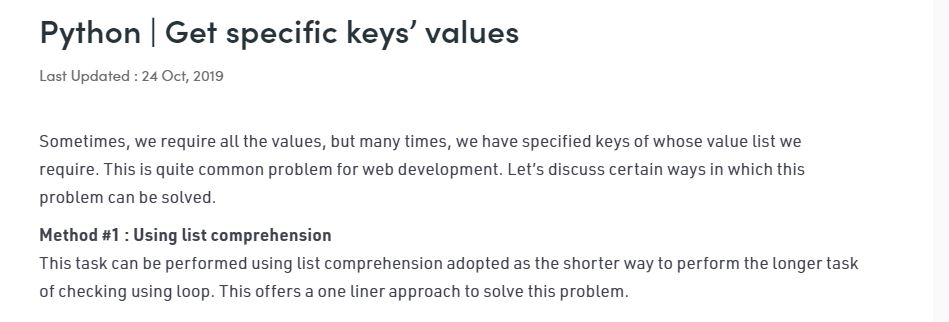 Python | Get specific keys’ values
Last Updated : 24 Oct, 2019
Sometimes, we require all the values, but many times, we have specified keys of whose value list we
require. This is quite common problem for web development. Let’s discuss certain ways in which this
problem can be solved.
Method #1 : Using list comprehension
This task can be performed using list comprehension adopted as the shorter way to perform the longer task
of checking using loop. This offers a one liner approach to solve this problem.